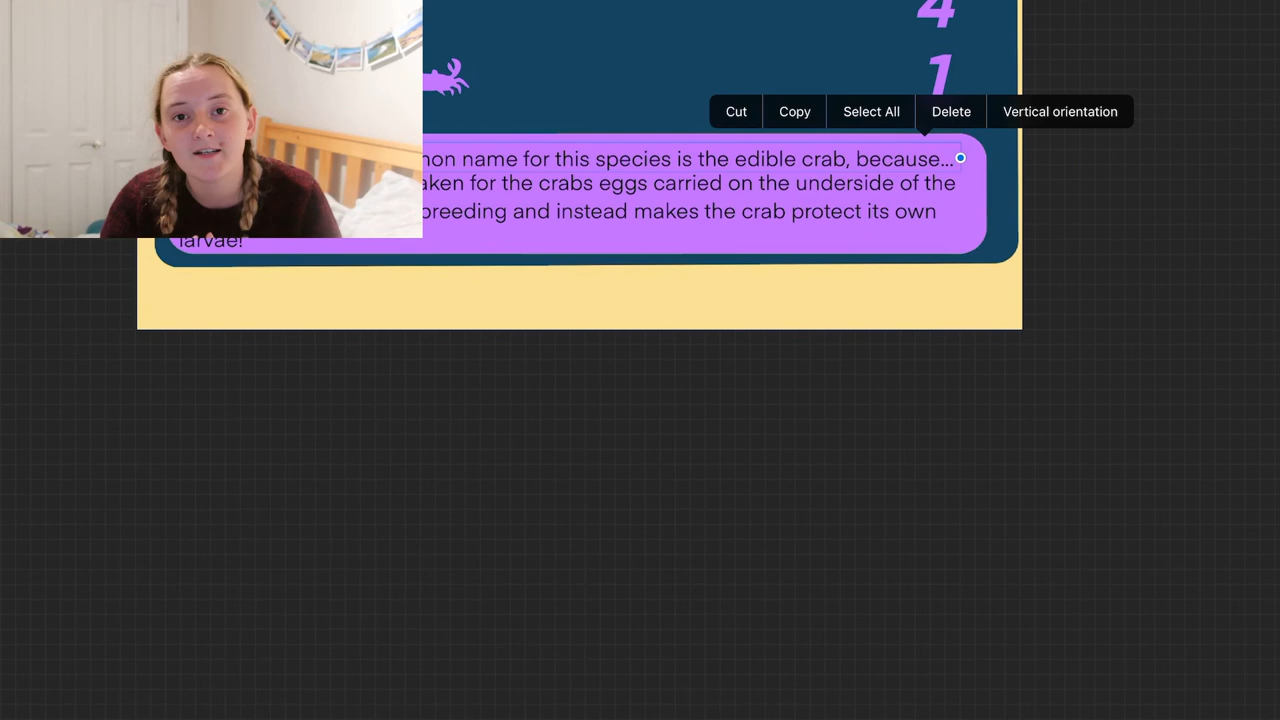 4
1
Cut Copy Select All Delete Vertical orientation
name for this species is the edible crab, because...
for the crabs eggs carried on the underside of the
breeding and instead makes the crab protect its own
larvae!